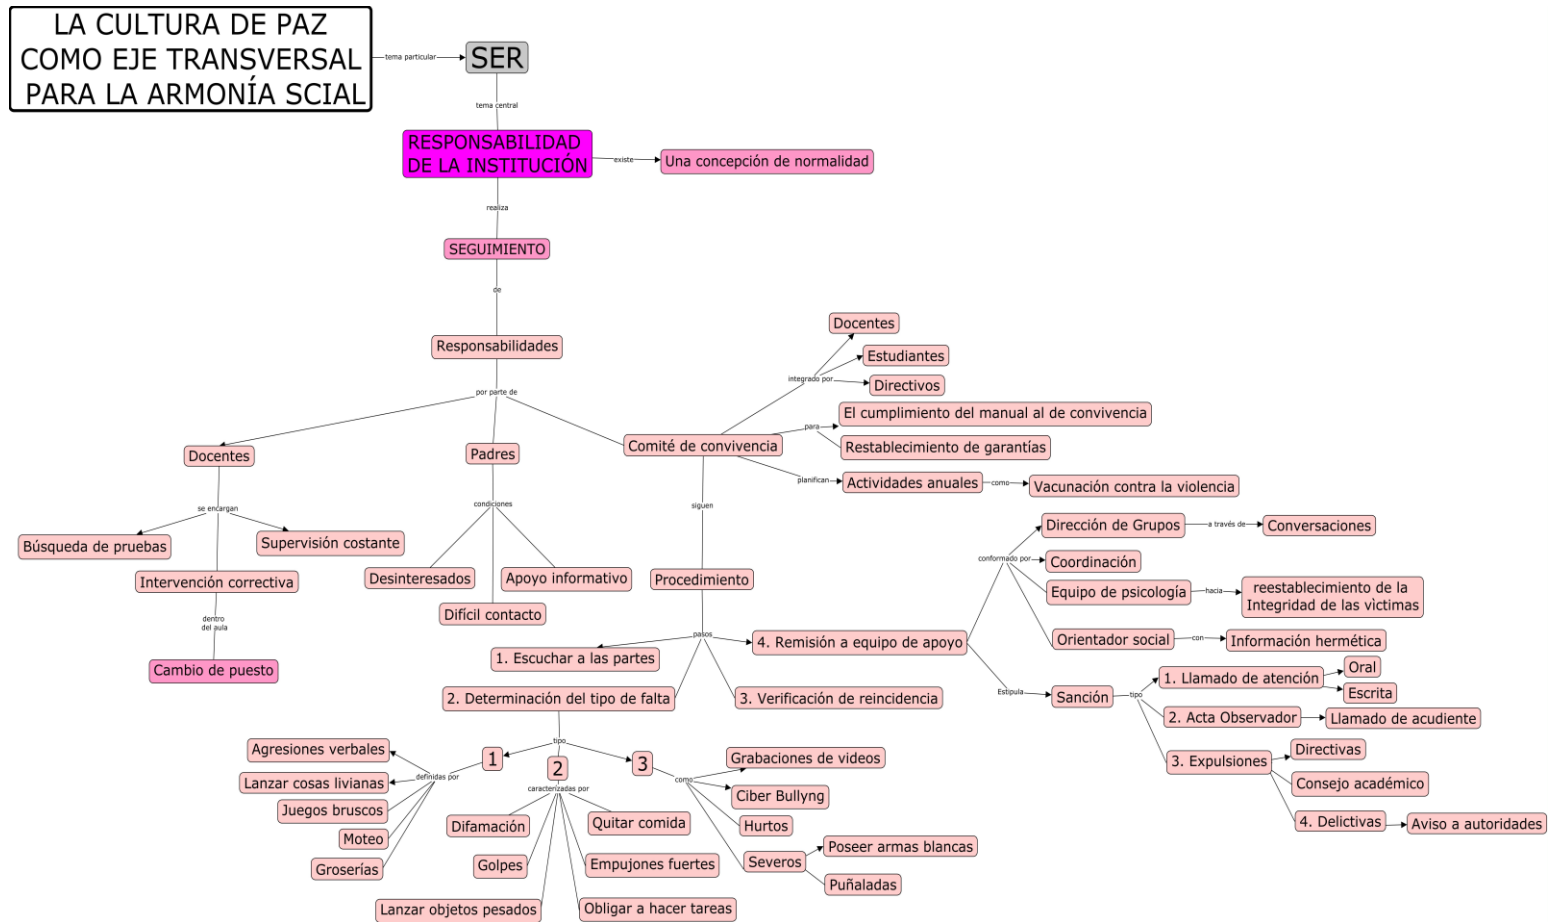 LA CULTURA DE PAZ
COMO EJE TRANSVERSAL
PARA LA ARMONÍA SCIAL
tema particular
SER
tema central
RESPONSABILIDAD
DE LA INSTITUCIÓN
existe
Una concepción de normalidad
realiza
SEGUIMIENTO
de
Responsabilidades
por parte de
Docentes
se encargan
Búsqueda de pruebas
Supervisión costante
Intervención correctiva
dentro
del aula
Cambio de puesto
Padres
condiciones
Desinteresados
Apoyo informativo
Difícil contacto
Comité de convivencia
integrado por
Docentes
Estudiantes
Directivos
para
El cumplimiento del manual al de convivencia
Restablecimiento de garantías
planifican
Actividades anuales
como
Vacunación contra la violencia
siguen
Procedimiento
pasos
1. Escuchar a las partes
2. Determinación del tipo de falta
3. Verificación de reincidencia
4. Remisión a equipo de apoyo
tipo
1
definidas por
Agresiones verbales
Lanzar cosas livianas
Juegos bruscos
Moteo
Groserías
2
caracterizadas por
Difamación
Quitar comida
Golpes
Empujones fuertes
Lanzar objetos pesados
Obligar a hacer tareas
3
como
Grabaciones de videos
Ciber Bullyng
Hurtos
Severos
Poseer armas blancas
Puñaladas
conformado por
Dirección de Grupos
a través de
Conversaciones
Coordinación
Equipo de psicología
hacia
reestablecimiento de la
Integridad de las vìctimas
Orientador social
con
Información hermética
Estipula
Sanción
tipo
1. Llamado de atención
Oral
Escrita
2. Acta Observador
Llamado de acudiente
3. Expulsiones
Directivas
Consejo académico
4. Delictivas
Aviso a autoridades